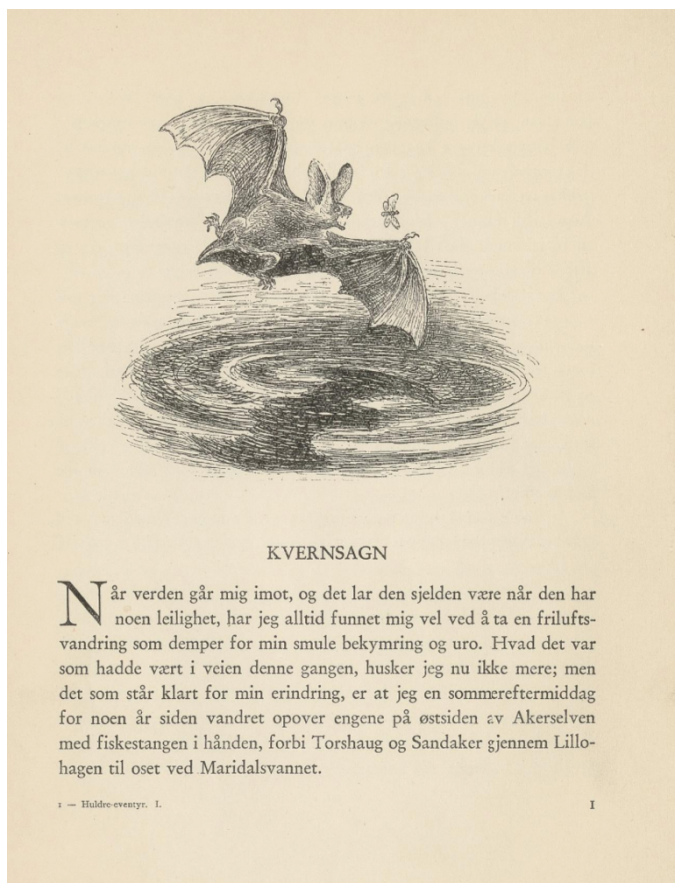 KVERNSAGN
Når verden går mig imot, og det lar den sjelden være når den har
noen leilighet, har jeg alltid funnet mig vel ved å ta en frilufts-
vandring som demper for min smule bekymring og uro. Hvad det var
som hadde vært i veien denne gangen, husker jeg nu ikke mere; men
det som står klart for min erindring, er at jeg en sommereftermiddag
for noen år siden vandret opover engene på østsiden av Akerselven
med fiskestangen i hånden, forbi Torshaug og Sandaker gjennem Lillo-
hagen til oset ved Maridalsvannet.
1 — Huldre-eventyr. I. 1